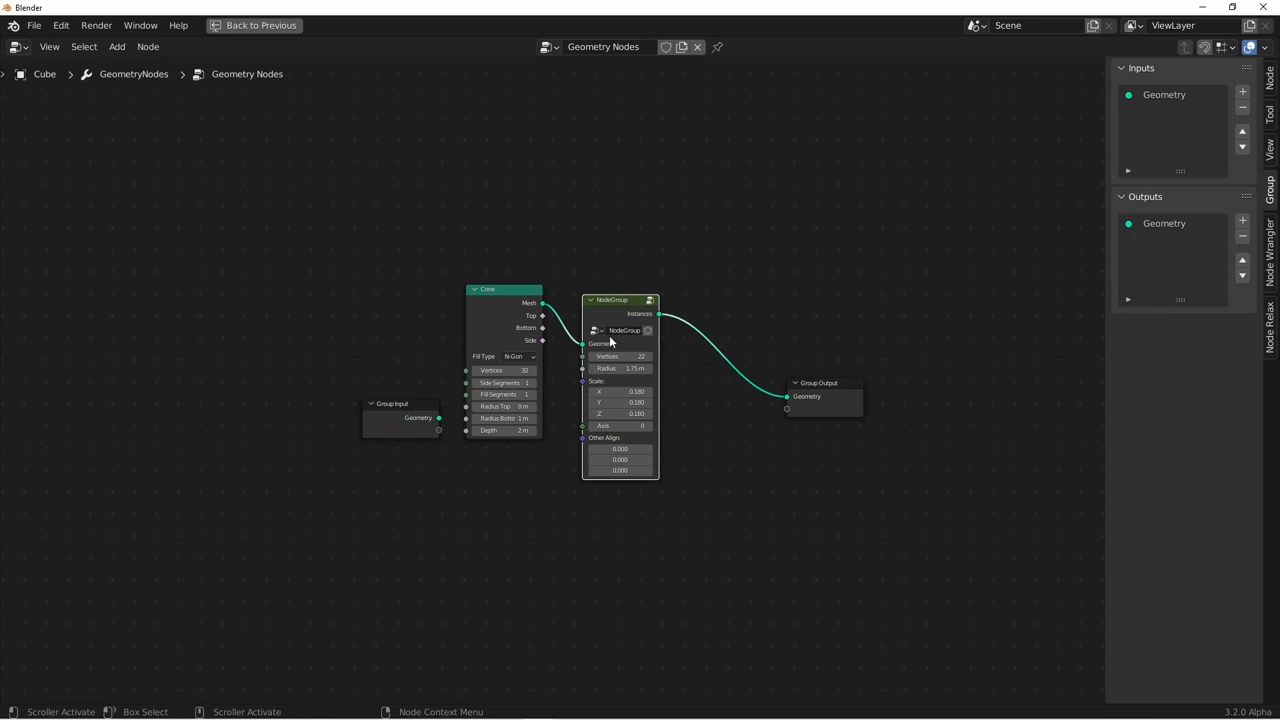 Blender
File Edit Render Window Help Back to Previous Scene ViewLayer
View Select Add Node Geometry Nodes
Cube GeometryNodes Geometry Nodes
Inputs
Geometry
Outputs
Geometry
Node
Tool
View
Group
Node Wrangler
Node Relax
Group Input
Geometry
Cone
Mesh
Top
Bottom
Side
Fill Type N-Gon
Vertices 32
Side Segments 1
Fill Segments 1
Radius Top 0 m
Radius Botto 1 m
Depth 2 m
NodeGroup
Instances
NodeGroup
Geome
Vertices 22
Radius 1.75 m
Scale:
X 0.180
Y 0.180
Z 0.180
Axis 0
Other Align:
0.000
0.000
0.000
Group Output
Geometry
Scroller Activate Box Select Scroller Activate Node Context Menu 3.2.0 Alpha